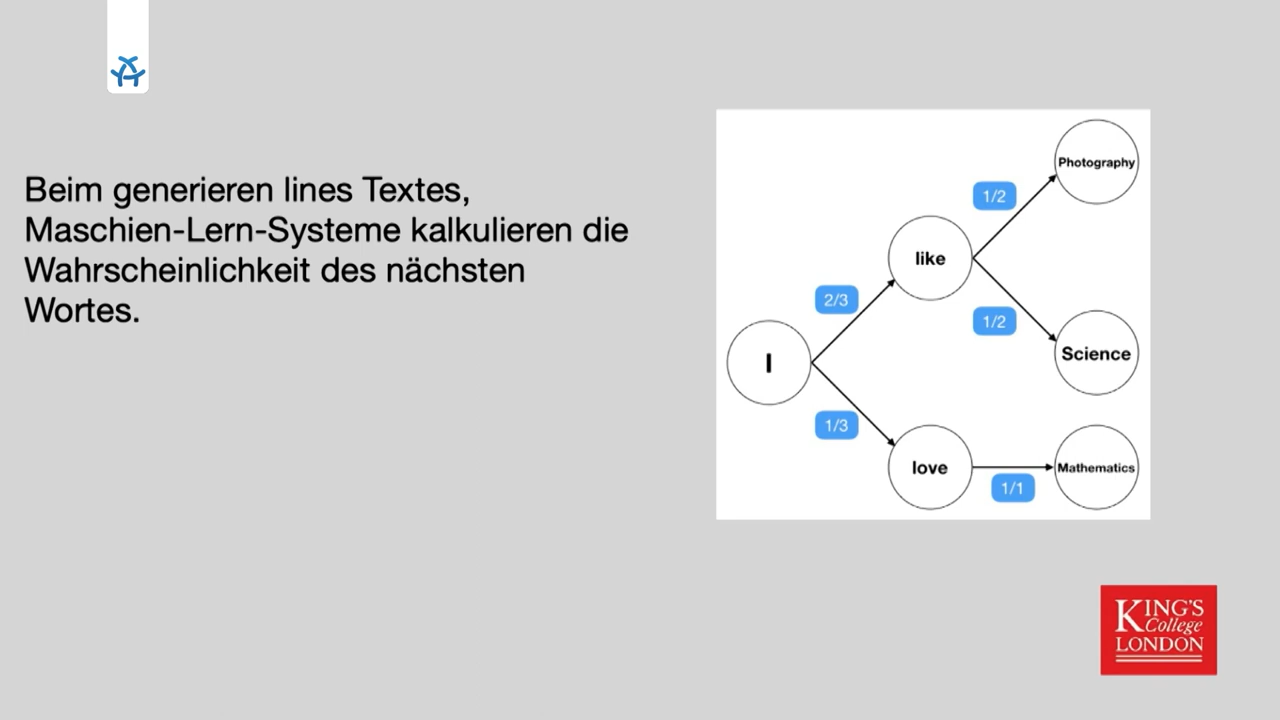 Beim generieren lines Textes,
Maschien-Lern-Systeme kalkulieren die
Wahrscheinlichkeit des nächsten
Wortes.
Photography
1/2
like
2/3
1/2
Science
I
1/3
love
Mathematics
1/1
KING'S
College
LONDON